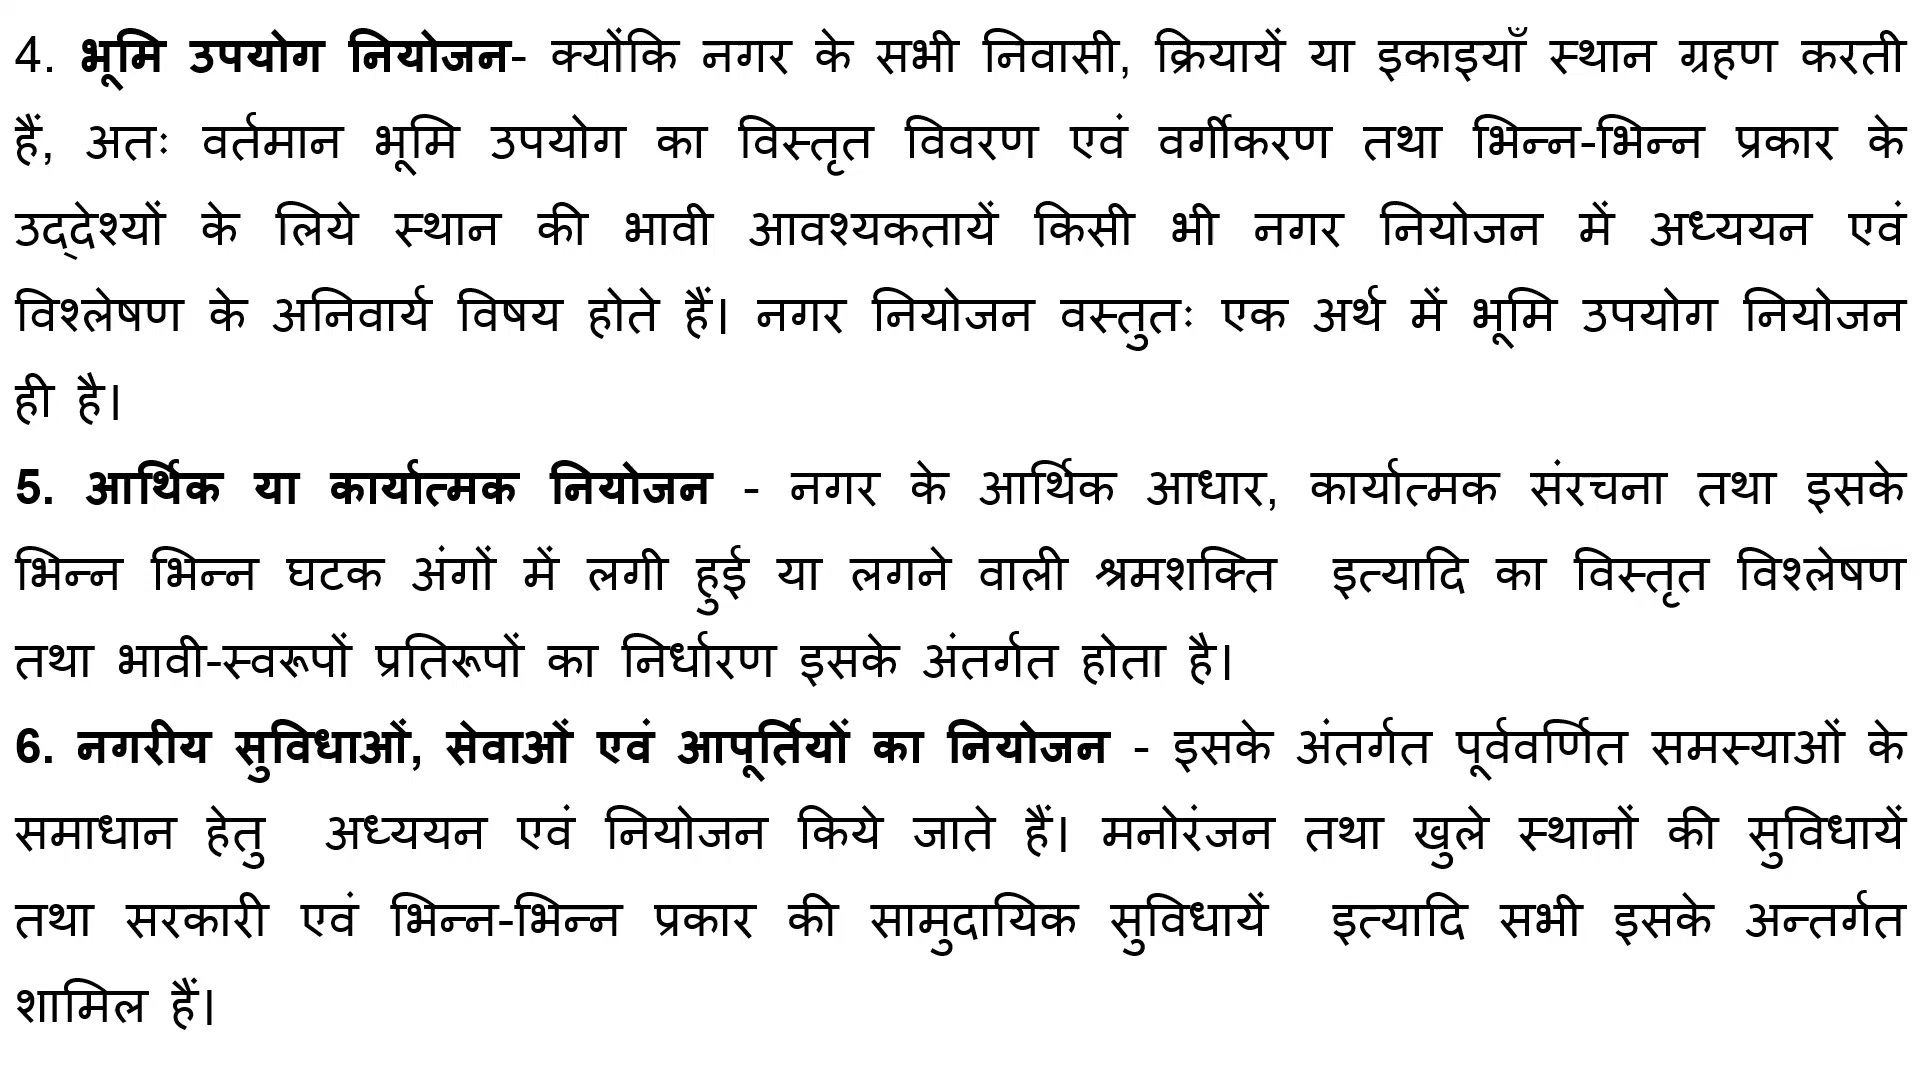 4. भूमि उपयोग नियोजन- क्योंकि नगर के सभी निवासी, क्रियायें या इकाइयाँ स्थान ग्रहण करती
हैं, अतः वर्तमान भूमि उपयोग का विस्तृत विवरण एवं वर्गीकरण तथा भिन्न-भिन्न प्रकार के
उद्देश्यों के लिये स्थान की भावी आवश्यकतायें किसी भी नगर नियोजन में अध्ययन एवं
विश्लेषण के अनिवार्य विषय होते हैं। नगर नियोजन वस्तुतः एक अर्थ में भूमि उपयोग नियोजन
ही है।
5. आर्थिक या कार्यात्मक नियोजन - नगर के आर्थिक आधार, कार्यात्मक संरचना तथा इसके
भिन्न भिन्न घटक अंगों में लगी हुई या लगने वाली श्रमशक्ति इत्यादि का विस्तृत विश्लेषण
तथा भावी-स्वरूपों प्रतिरूपों का निर्धारण इसके अंतर्गत होता है।
6. नगरीय सुविधाओं, सेवाओं एवं आपूर्तियों का नियोजन - इसके अंतर्गत पूर्ववर्णित समस्याओं के
समाधान हेतु अध्ययन एवं नियोजन किये जाते हैं। मनोरंजन तथा खुले स्थानों की सुविधायें
तथा सरकारी एवं भिन्न-भिन्न प्रकार की सामुदायिक सुविधायें इत्यादि सभी इसके अन्तर्गत
शामिल हैं।